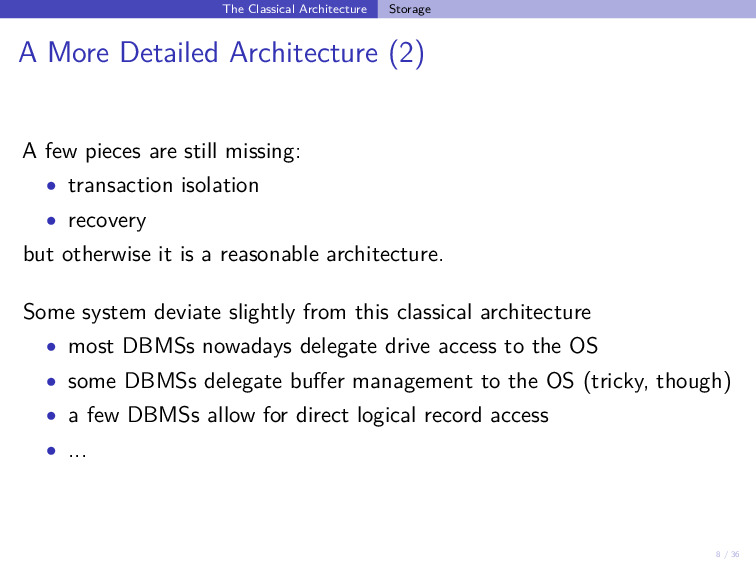 The Classical Architecture Storage
A More Detailed Architecture (2)
A few pieces are still missing:
• transaction isolation
• recovery
but otherwise it is a reasonable architecture.
Some system deviate slightly from this classical architecture
• most DBMSs nowadays delegate drive access to the OS
• some DBMSs delegate buffer management to the OS (tricky, though)
• a few DBMSs allow for direct logical record access
• ...
8 / 36